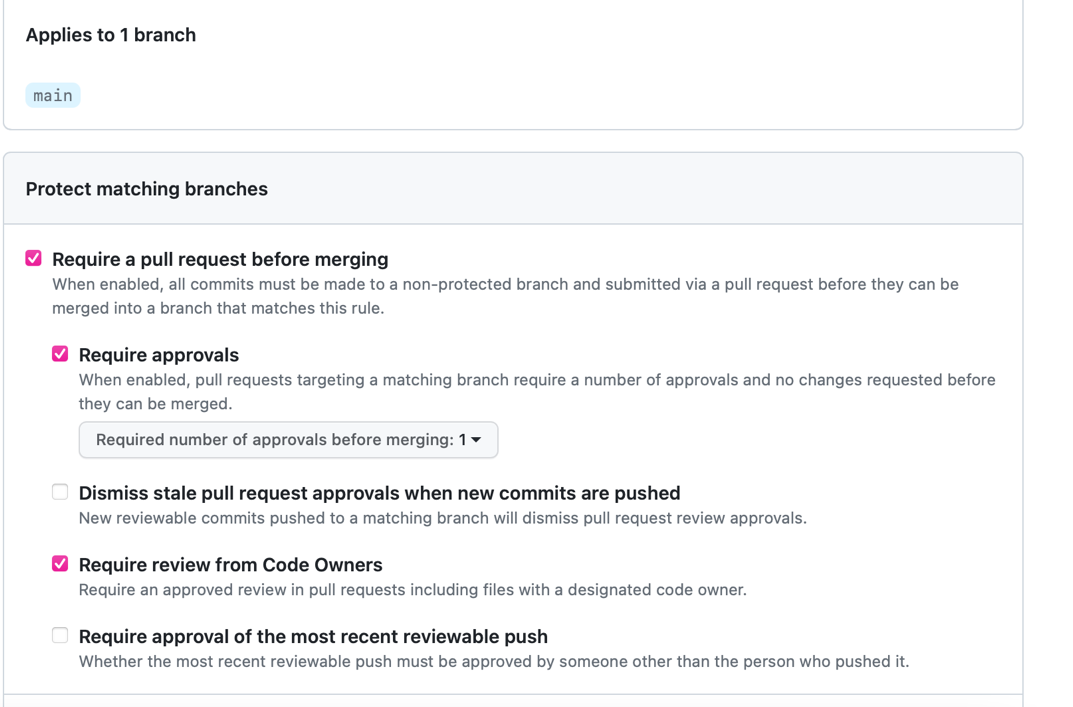 Applies to 1 branch
main
Protect matching branches
Require a pull request before merging
When enabled, all commits must be made to a non-protected branch and submitted via a pull request before they can be
merged into a branch that matches this rule.
Require approvals
When enabled, pull requests targeting a matching branch require a number of approvals and no changes requested before
they can be merged.
Required number of approvals before merging: 1
Dismiss stale pull request approvals when new commits are pushed
New reviewable commits pushed to a matching branch will dismiss pull request review approvals.
Require review from Code Owners
Require an approved review in pull requests including files with a designated code owner.
Require approval of the most recent reviewable push
Whether the most recent reviewable push must be approved by someone other than the person who pushed it.